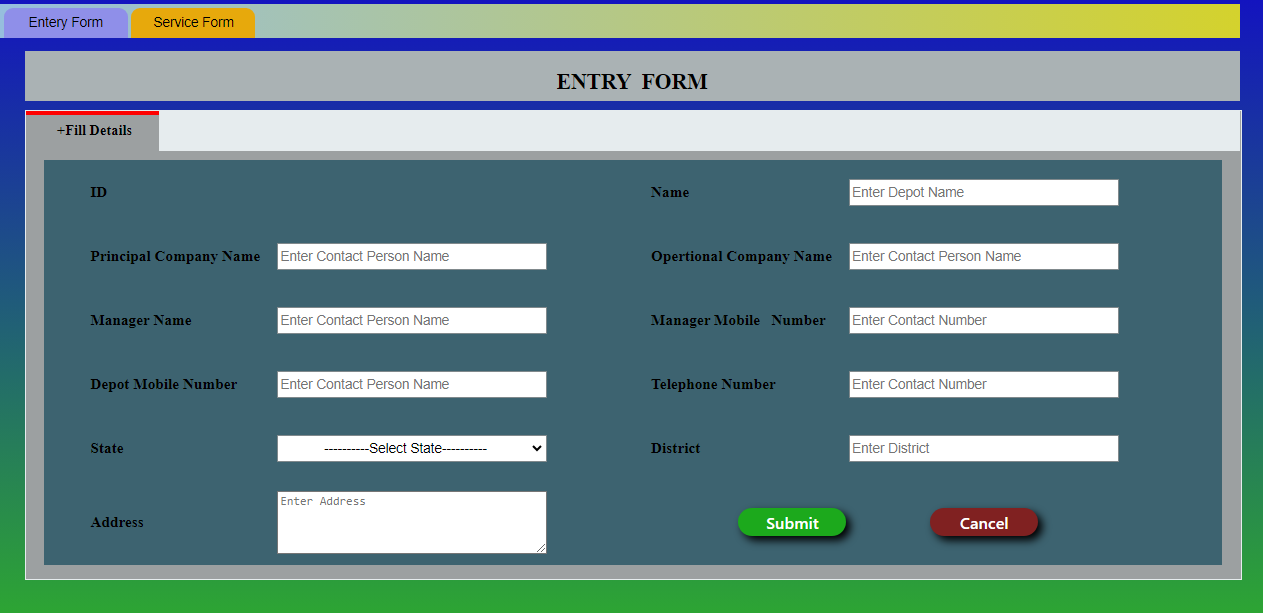 Entery Form Service Form
ENTRY FORM
+Fill Details
ID Name Enter Depot Name
Principal Company Name Enter Contact Person Name Opertional Company Name Enter Contact Person Name
Manager Name Enter Contact Person Name Manager Mobile Number Enter Contact Number
Depot Mobile Number Enter Contact Person Name Telephone Number Enter Contact Number
State ----------Select State---------- District Enter District
Address Enter Address Submit Cancel